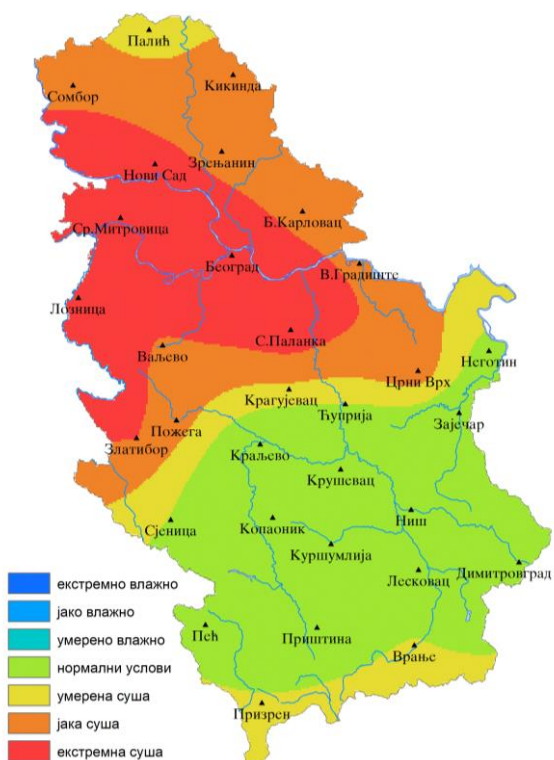 Палић
Сомбор
Кикинда
Зрењанин
Нови Сад
Б.Карловац
Ср.Митровица
Београд
В.Градиште
Лозница
С.Паланка
Ваљево
Неготин
Црни Врх
Крагујевац
Ћуприја
Зајечар
Пожега
Златибор
Краљево
Крушевац
Ниш
Копаоник
Сјеница
Куршумлија
Лесковац
Димитровград
Пећ
Приштина
Врање
Призрен
екстремно влажно
јако влажно
умерено влажно
нормални услови
умерена суша
јака суша
екстремна суша